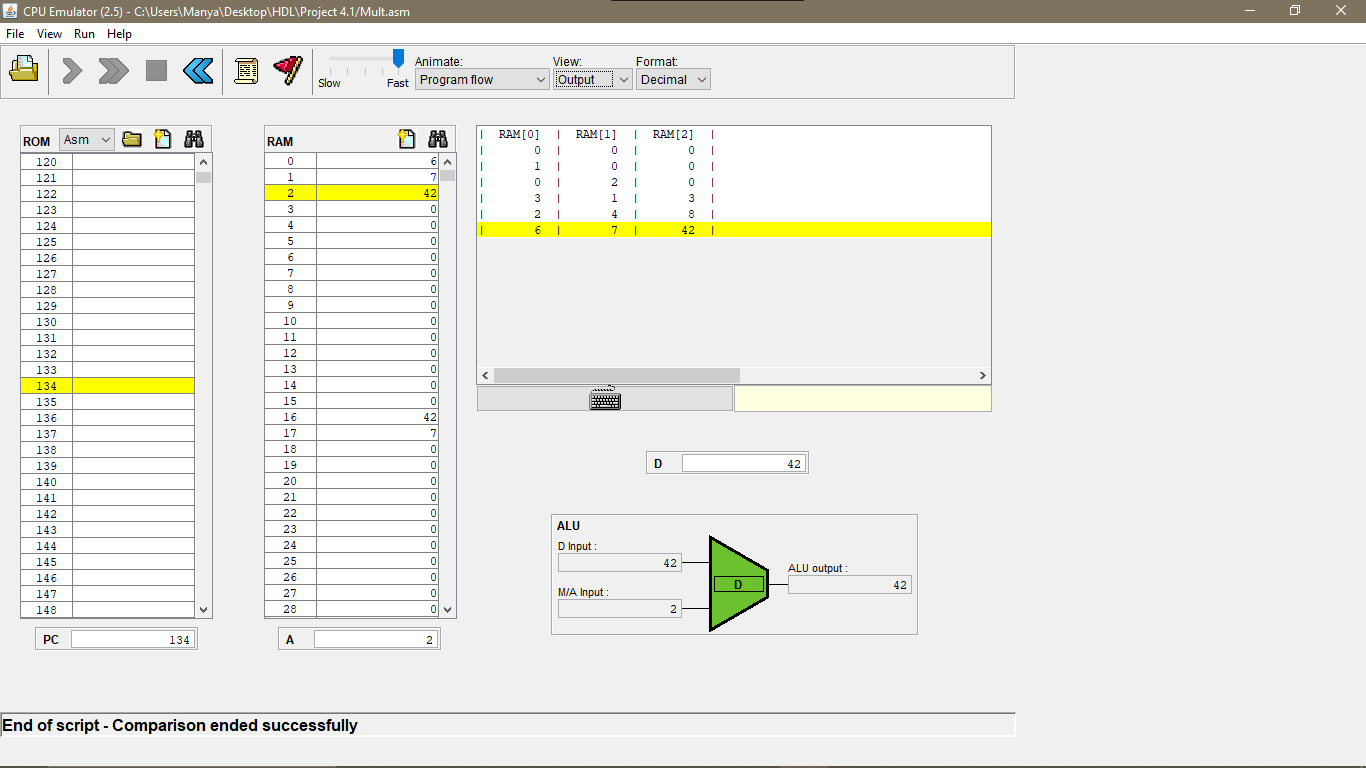 CPU Emulator (2.5) - C:\Users\Manya\Desktop\HDL\Project 4.1/Mult.asm
File View Run Help
Slow Fast
Animate: View: Format:
Program flow Output Decimal
ROM Asm
120
121
122
123
124
125
126
127
128
129
130
131
132
133
134
135
136
137
138
139
140
141
142
143
144
145
146
147
148
PC 134
RAM
0 6
1 7
2 42
3 0
4 0
5 0
6 0
7 0
8 0
9 0
10 0
11 0
12 0
13 0
14 0
15 0
16 42
17 7
18 0
19 0
20 0
21 0
22 0
23 0
24 0
25 0
26 0
27 0
28 0
A 2
| RAM[0] | RAM[1] | RAM[2] |
| 0 | 0 | 0 |
| 1 | 0 | 0 |
| 0 | 2 | 0 |
| 3 | 1 | 3 |
| 2 | 4 | 8 |
| 6 | 7 | 42 |
D 42
ALU
D Input :
42
M/A Input :
2
D
ALU output :
42
End of script - Comparison ended successfully